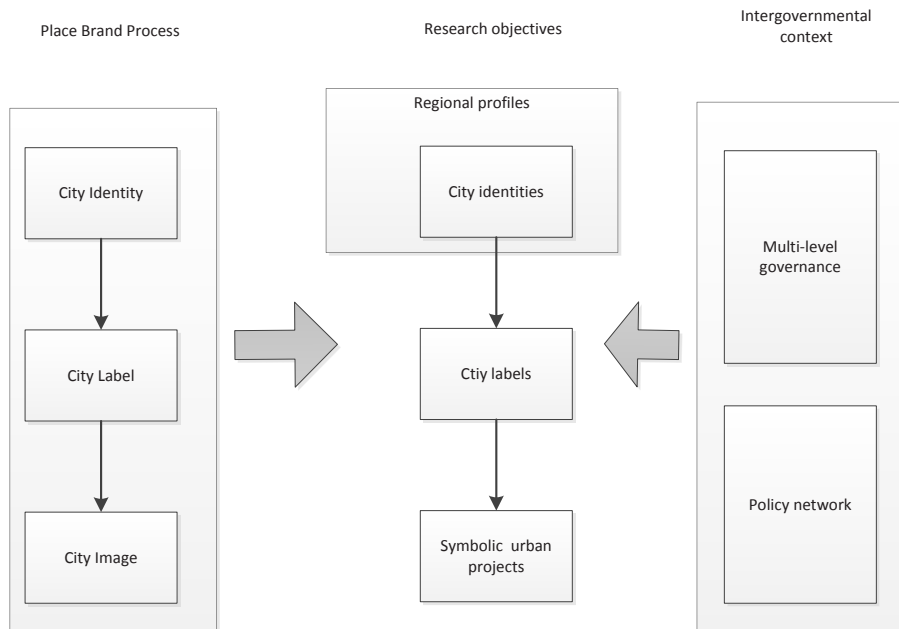 Place Brand Process
City Identity
City Label
City Image
Research objectives
Regional profiles
City identities
Ctiy labels
Symbolic urban
projects
Intergovernmental
context
Multi-level
governance
Policy network